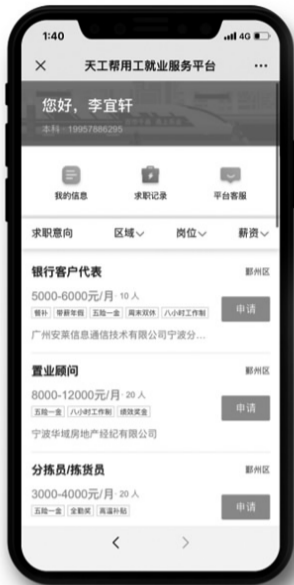 1:40 4G
天工帮用工就业服务平台
您好，李宜轩
本科 · 19957886295
我的信息 求职记录 平台客服
求职意向 区域 岗位 薪资
银行客户代表 鄞州区
5000-6000元/月 · 10 人
餐补 带薪年假 五险一金 周末双休 八小时工作制 申请
广州安莱信息通信技术有限公司宁波分...
置业顾问 鄞州区
8000-12000元/月 · 20 人
五险一金 八小时工作制 绩效奖金 申请
宁波华域房地产经纪有限公司
分拣员/拣货员 鄞州区
3000-4000元/月 · 20 人
五险一金 全勤奖 高温补贴 申请